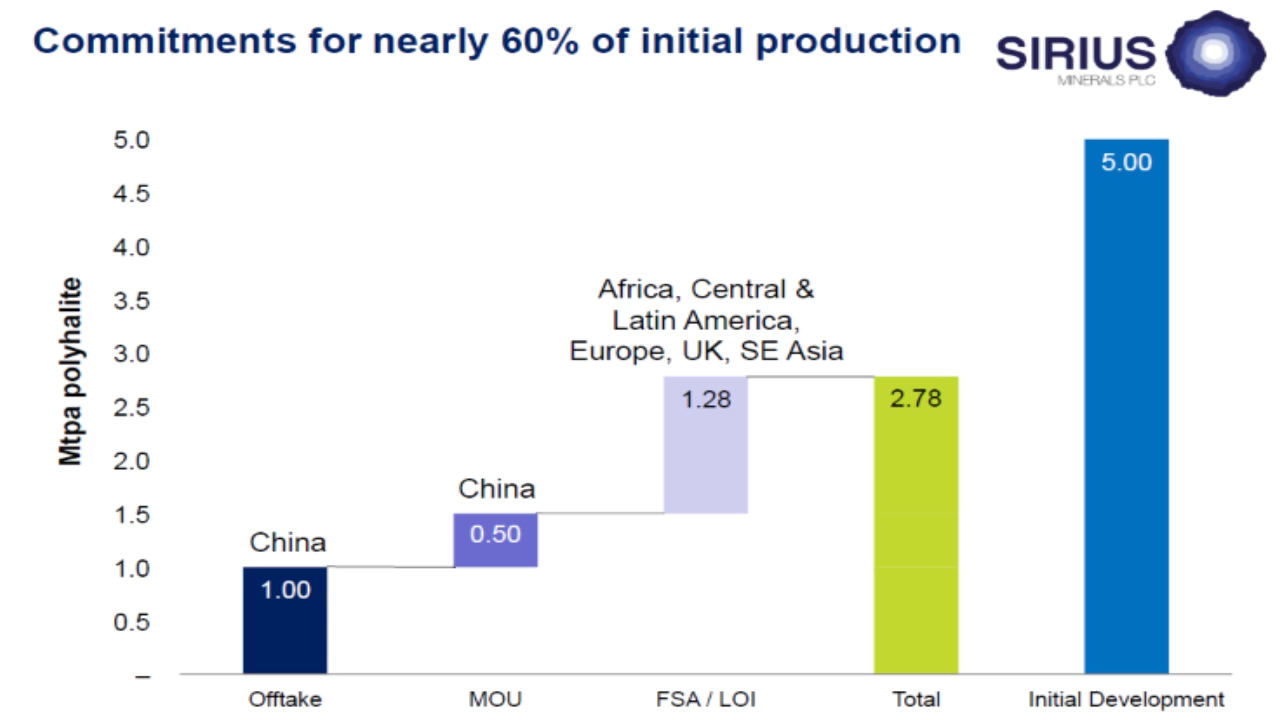 Commitments for nearly 60% of initial production
SIRIUS
MINERALS PLC
Mtpa polyhalite
5.0
4.5
4.0
3.5
3.0
2.5
2.0
1.5
1.0
0.5
–
China
1.00
China
0.50
Africa, Central &
Latin America,
Europe, UK, SE Asia
1.28
2.78
5.00
Offtake
MOU
FSA / LOI
Total
Initial Development